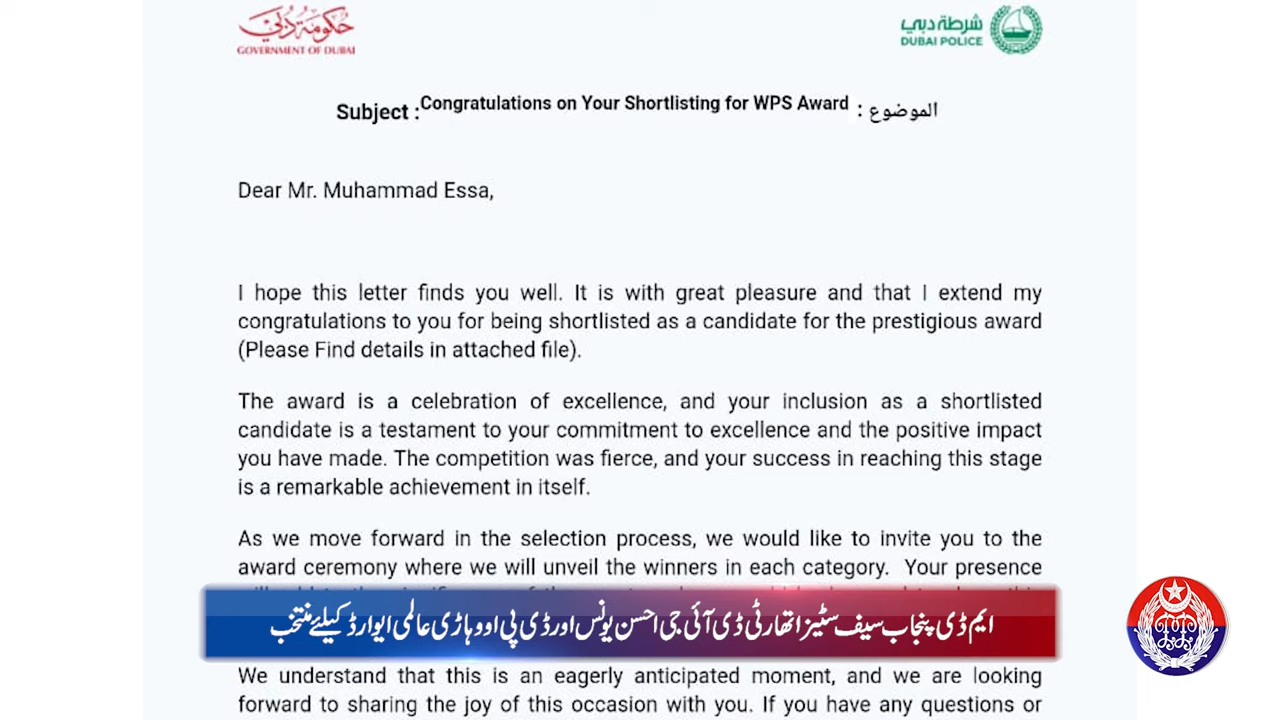 حكومة دبي
GOVERNMENT OF DUBAI
شرطة دبي
DUBAI POLICE
Subject : Congratulations on Your Shortlisting for WPS Award : الموضوع
Dear Mr. Muhammad Essa,
I hope this letter finds you well. It is with great pleasure and that I extend my
congratulations to you for being shortlisted as a candidate for the prestigious award
(Please Find details in attached file).
The award is a celebration of excellence, and your inclusion as a shortlisted
candidate is a testament to your commitment to excellence and the positive impact
you have made. The competition was fierce, and your success in reaching this stage
is a remarkable achievement in itself.
As we move forward in the selection process, we would like to invite you to the
award ceremony where we will unveil the winners in each category. Your presence
ایم ڈی پنجاب سیف سٹیز اتھارٹی ڈی آئی جی احسن یونس اور ڈی پی او وہاڑی عالمی ایوارڈ کیلئے منتخب
We understand that this is an eagerly anticipated moment, and we are looking
forward to sharing the joy of this occasion with you. If you have any questions or